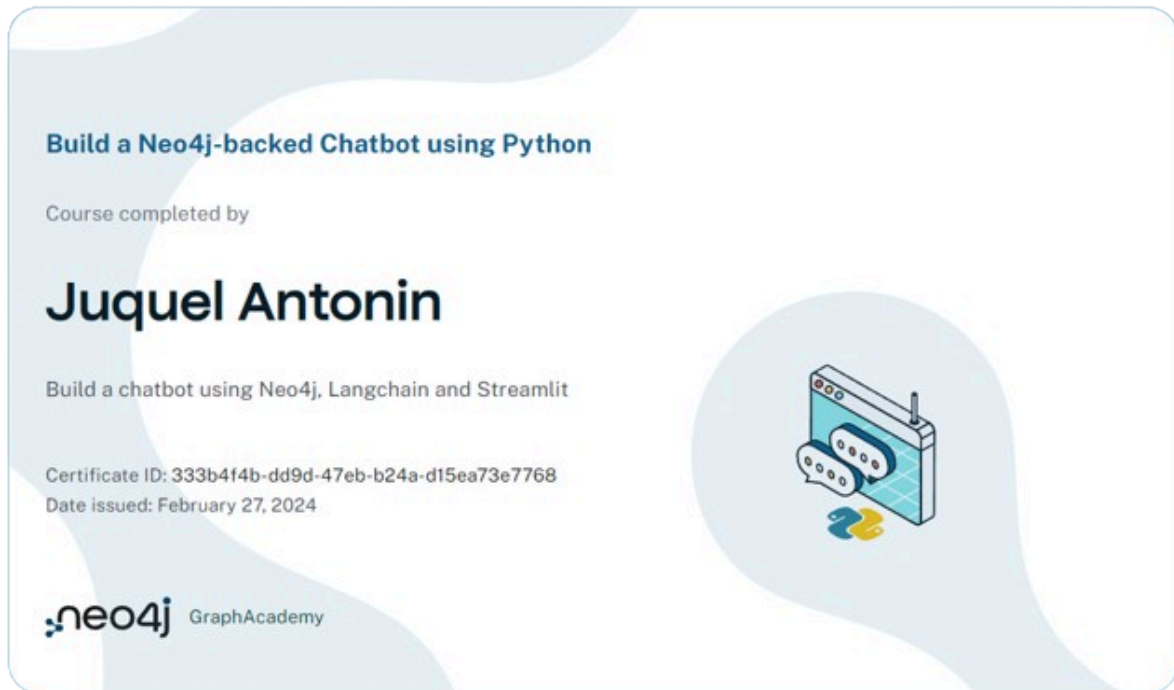 Build a Neo4j-backed Chatbot using Python
Course completed by
Juquel Antonin
Build a chatbot using Neo4j, Langchain and Streamlit
Certificate ID: 333b4f4b-dd9d-47eb-b24a-d15ea73e7768
Date issued: February 27, 2024
neo4j GraphAcademy